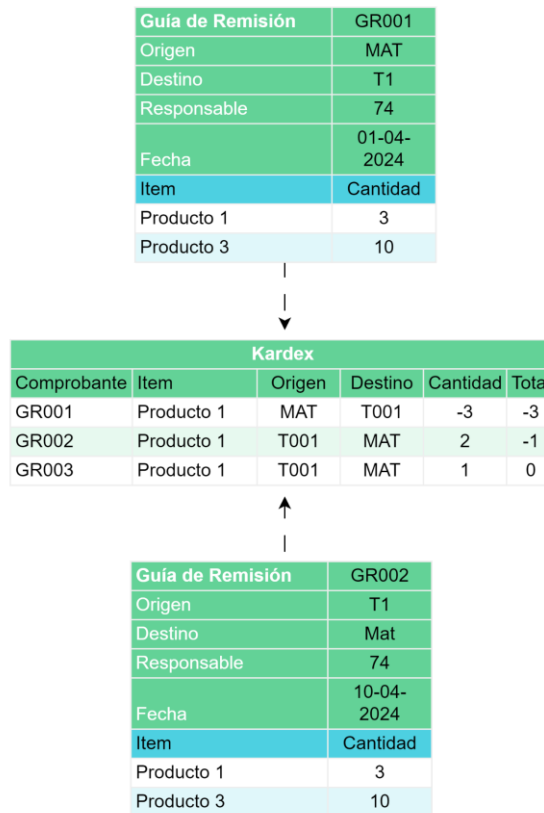 Guía de Remisión GR001
Origen MAT
Destino T1
Responsable 74
Fecha 01-04-
2024
Item Cantidad
Producto 1 3
Producto 3 10
Kardex
Comprobante Item Origen Destino Cantidad Tota
GR001 Producto 1 MAT T001 -3 -3
GR002 Producto 1 T001 MAT 2 -1
GR003 Producto 1 T001 MAT 1 0
Guía de Remisión GR002
Origen T1
Destino Mat
Responsable 74
Fecha 10-04-
2024
Item Cantidad
Producto 1 3
Producto 3 10